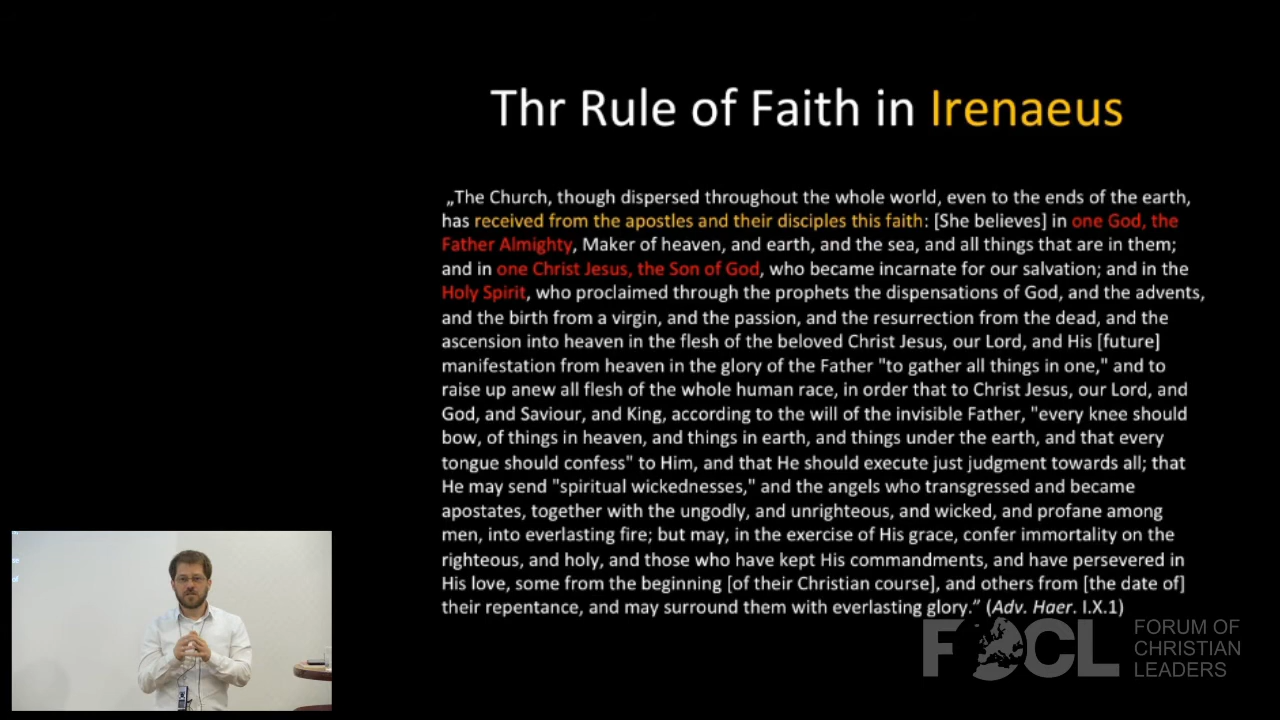 Thr Rule of Faith in Irenaeus
„The Church, though dispersed throughout the whole world, even to the ends of the earth,
has received from the apostles and their disciples this faith: [She believes] in one God, the
Father Almighty, Maker of heaven, and earth, and the sea, and all things that are in them;
and in one Christ Jesus, the Son of God, who became incarnate for our salvation; and in the
Holy Spirit, who proclaimed through the prophets the dispensations of God, and the advents,
and the birth from a virgin, and the passion, and the resurrection from the dead, and the
ascension into heaven in the flesh of the beloved Christ Jesus, our Lord, and His [future]
manifestation from heaven in the glory of the Father "to gather all things in one," and to
raise up anew all flesh of the whole human race, in order that to Christ Jesus, our Lord, and
God, and Saviour, and King, according to the will of the invisible Father, "every knee should
bow, of things in heaven, and things in earth, and things under the earth, and that every
tongue should confess" to Him, and that He should execute just judgment towards all; that
He may send "spiritual wickednesses," and the angels who transgressed and became
apostates, together with the ungodly, and unrighteous, and wicked, and profane among
men, into everlasting fire; but may, in the exercise of His grace, confer immortality on the
righteous, and holy, and those who have kept His commandments, and have persevered in
His love, some from the beginning [of their Christian course], and others from [the date of]
their repentance, and may surround them with everlasting glory.” (Adv. Haer. I.X.1)
FOCL
FORUM OF
CHRISTIAN
LEADERS